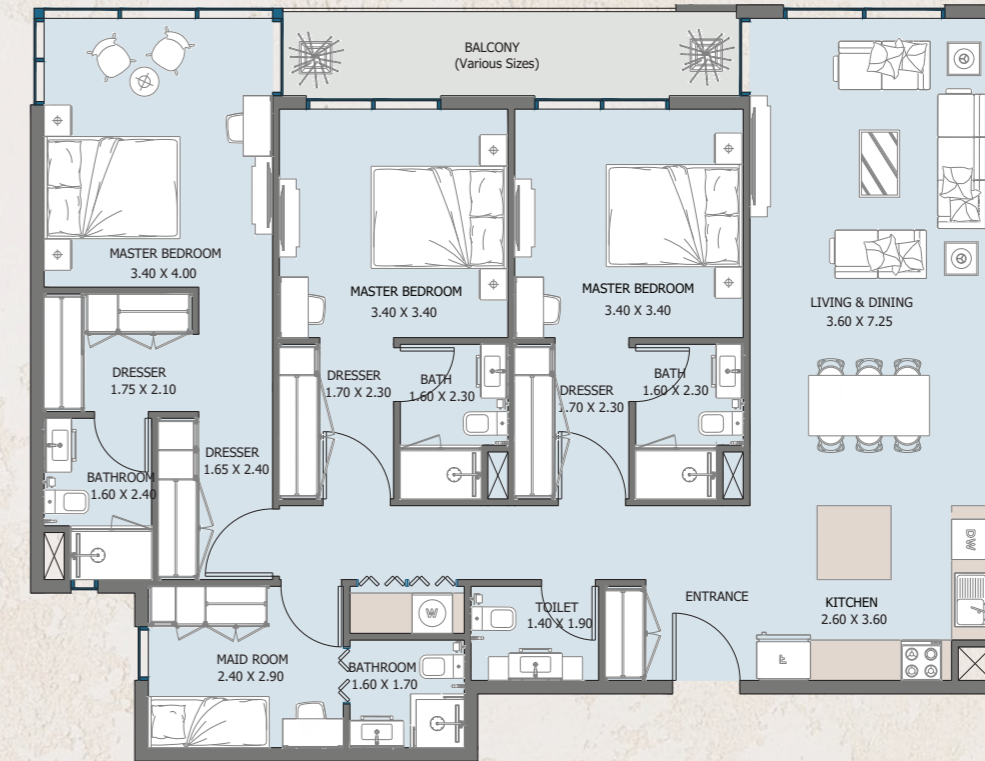 BALCONY
(Various Sizes)
MASTER BEDROOM
3.40 X 4.00
MASTER BEDROOM
3.40 X 3.40
MASTER BEDROOM
3.40 X 3.40
LIVING & DINING
3.60 X 7.25
DRESSER
1.75 X 2.10
DRESSER
1.70 X 2.30
BATH
1.60 X 2.30
DRESSER
1.70 X 2.30
BATH
1.60 X 2.30
DRESSER
1.65 X 2.40
BATHROOM
1.60 X 2.40
DW
ENTRANCE
KITCHEN
2.60 X 3.60
W
TOILET
1.40 X 1.90
MAID ROOM
2.40 X 2.90
BATHROOM
1.60 X 1.70
F